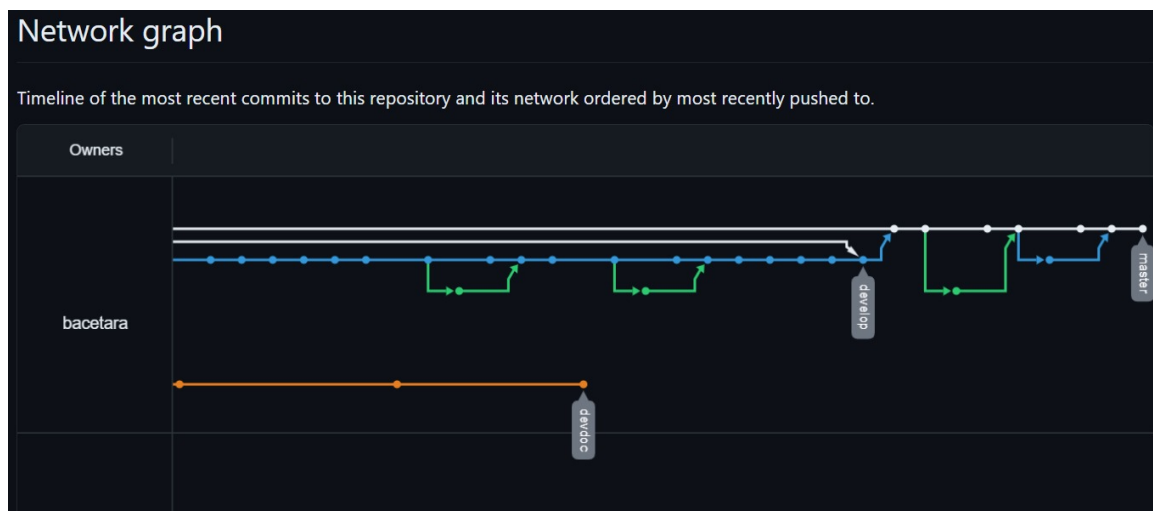 Network graph
Timeline of the most recent commits to this repository and its network ordered by most recently pushed to.
Owners
bacetara
master
develop
devdoc